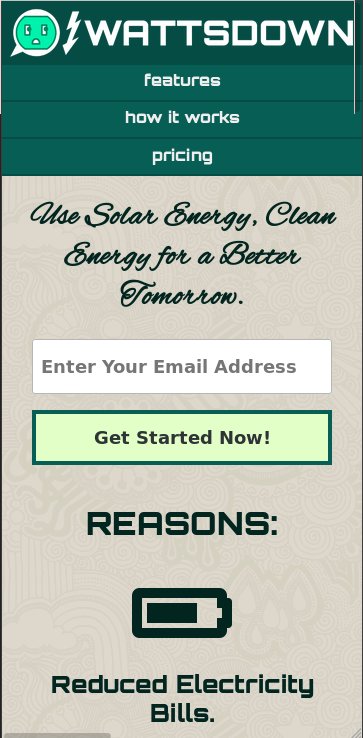 WATTSDOWN
features
how it works
pricing
Use Solar Energy, Clean
Energy for a Better
Tomorrow.
Enter Your Email Address
Get Started Now!
REASONS:
Reduced Electricity
Bills.